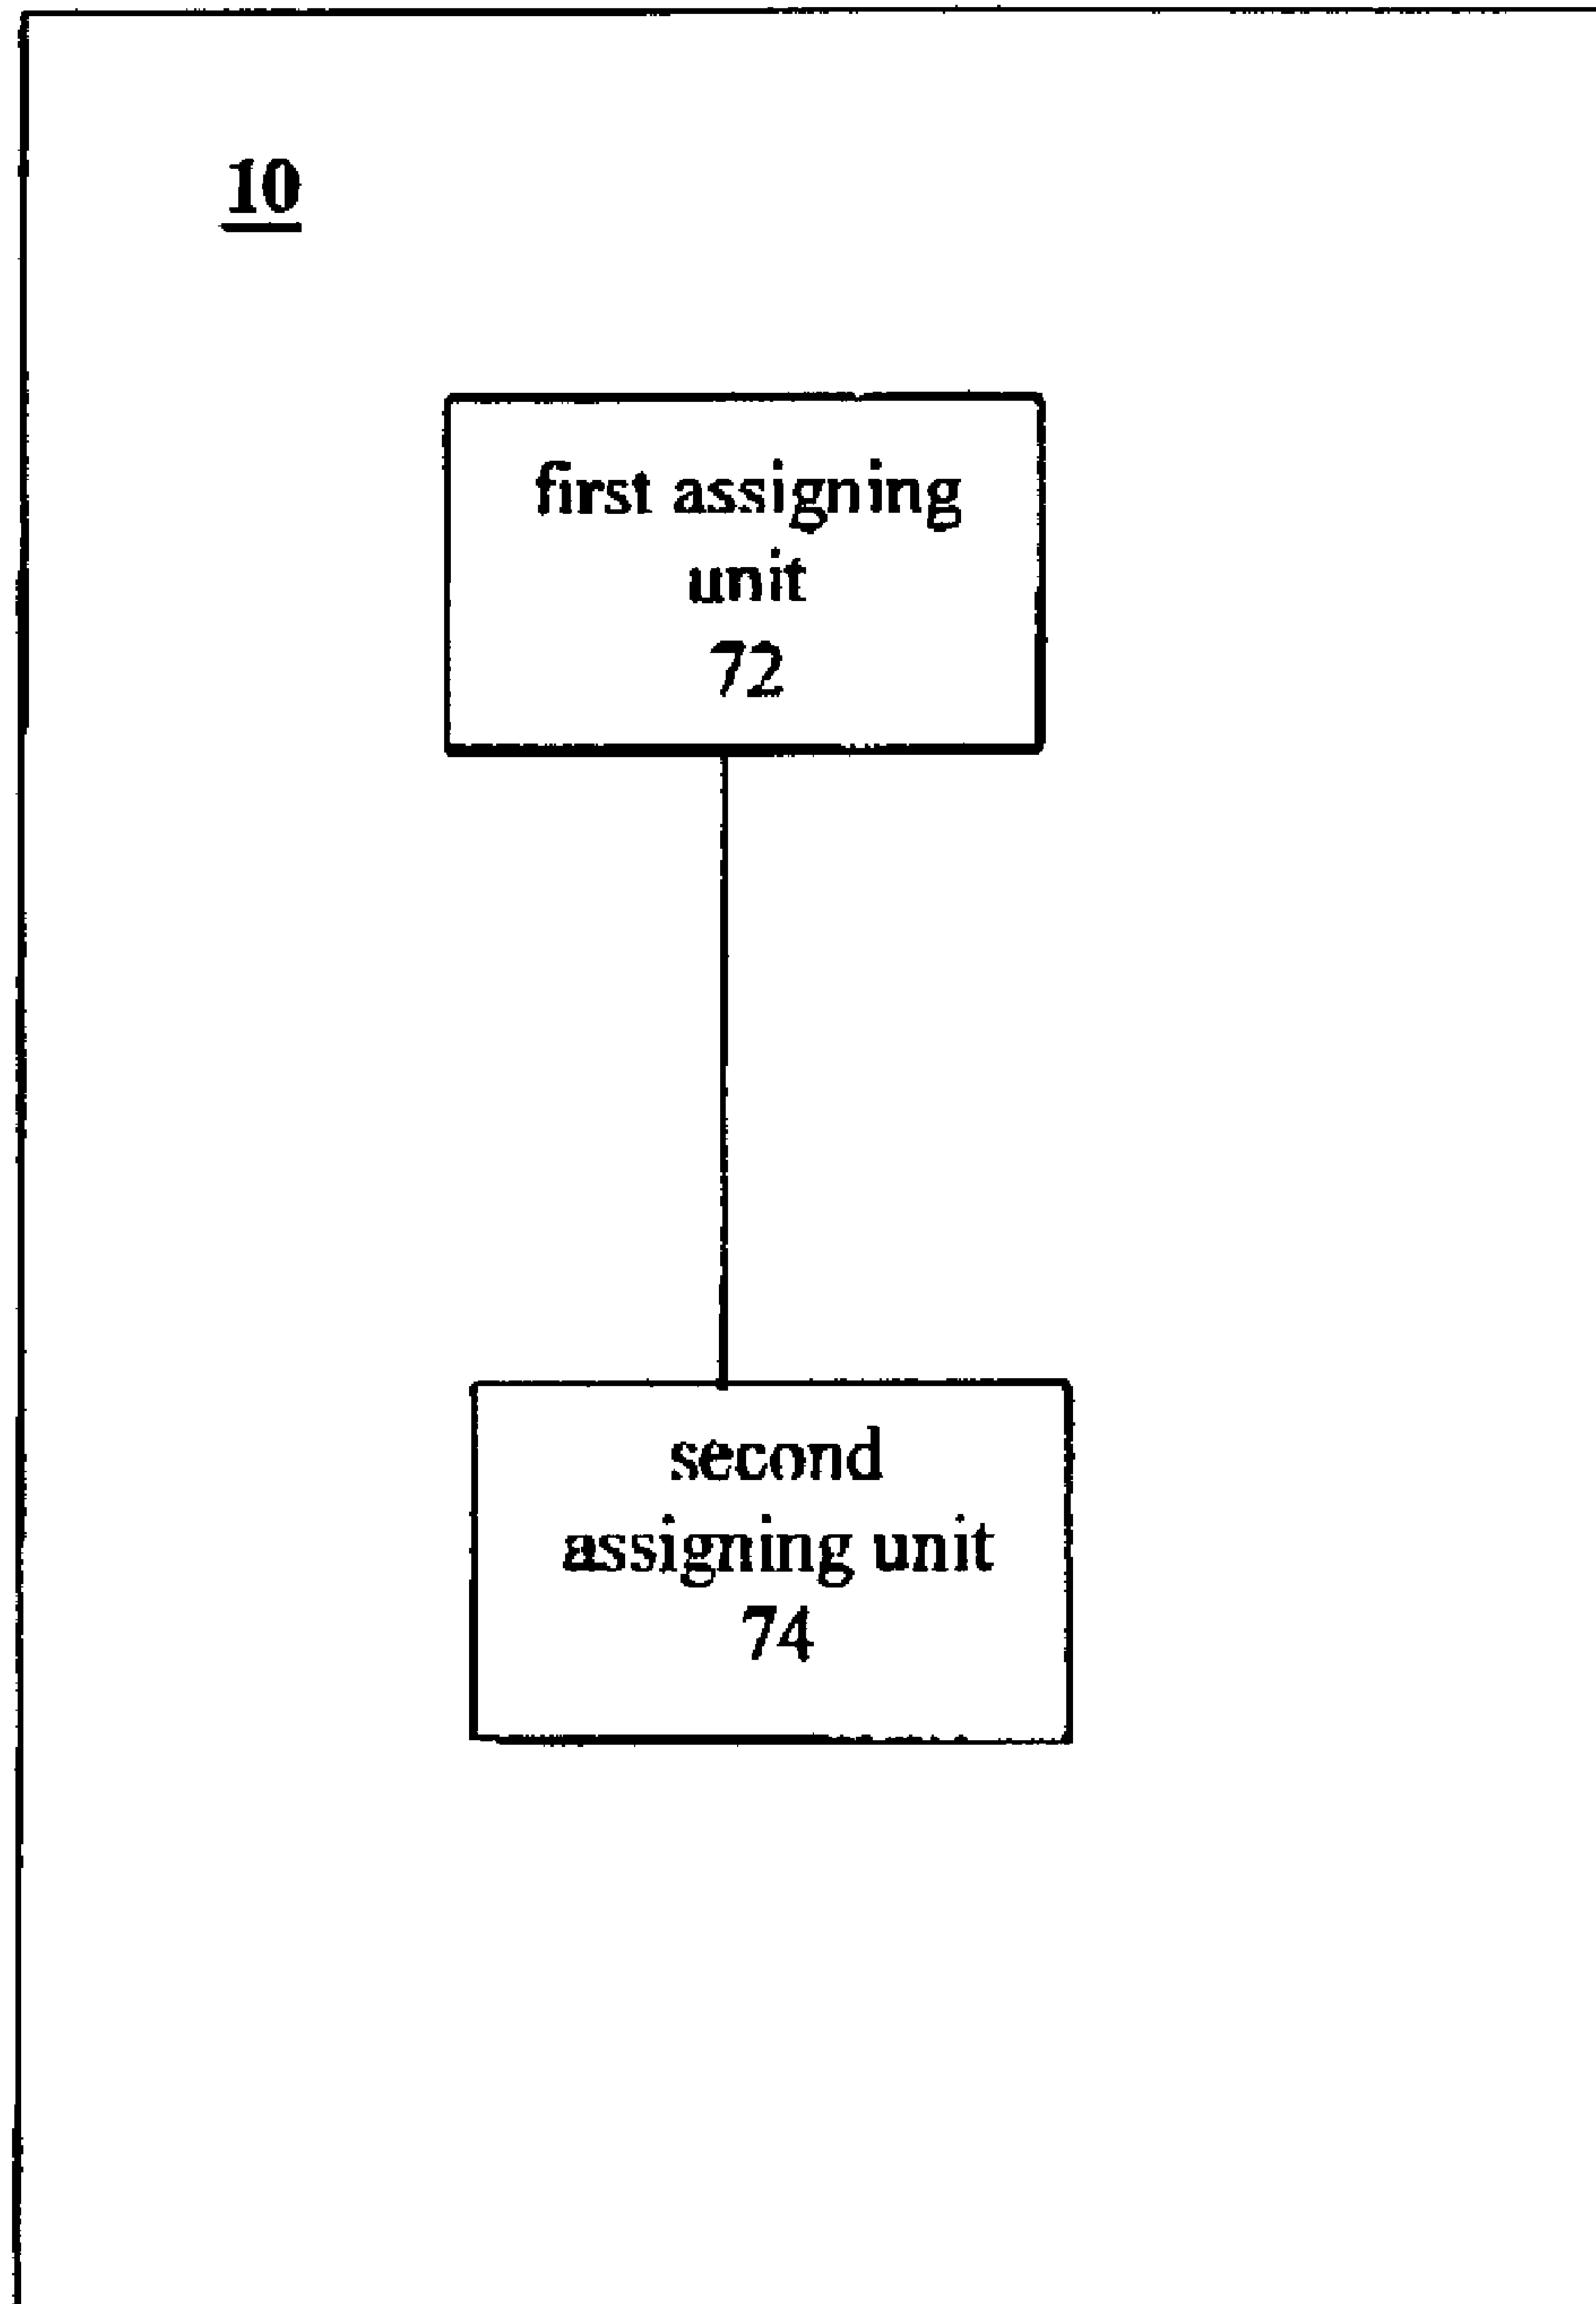 10
first assigning
unit
72
second
assigning unit
74